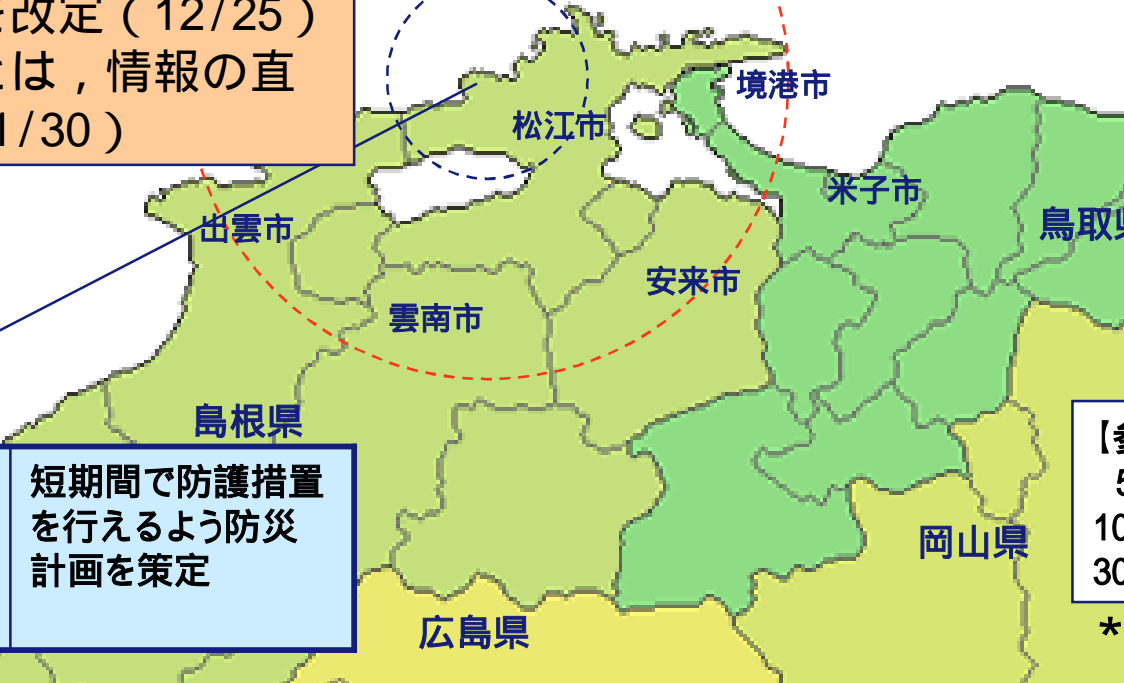 を改定(12/25)
とは,情報の直
1/30)
境港市
松江市
米子市
出雲市
鳥取県
安来市
雲南市
島根県
短期間で防護措置
を行えるよう防災
計画を策定
【参
5
10
30
岡山県
広島県
*